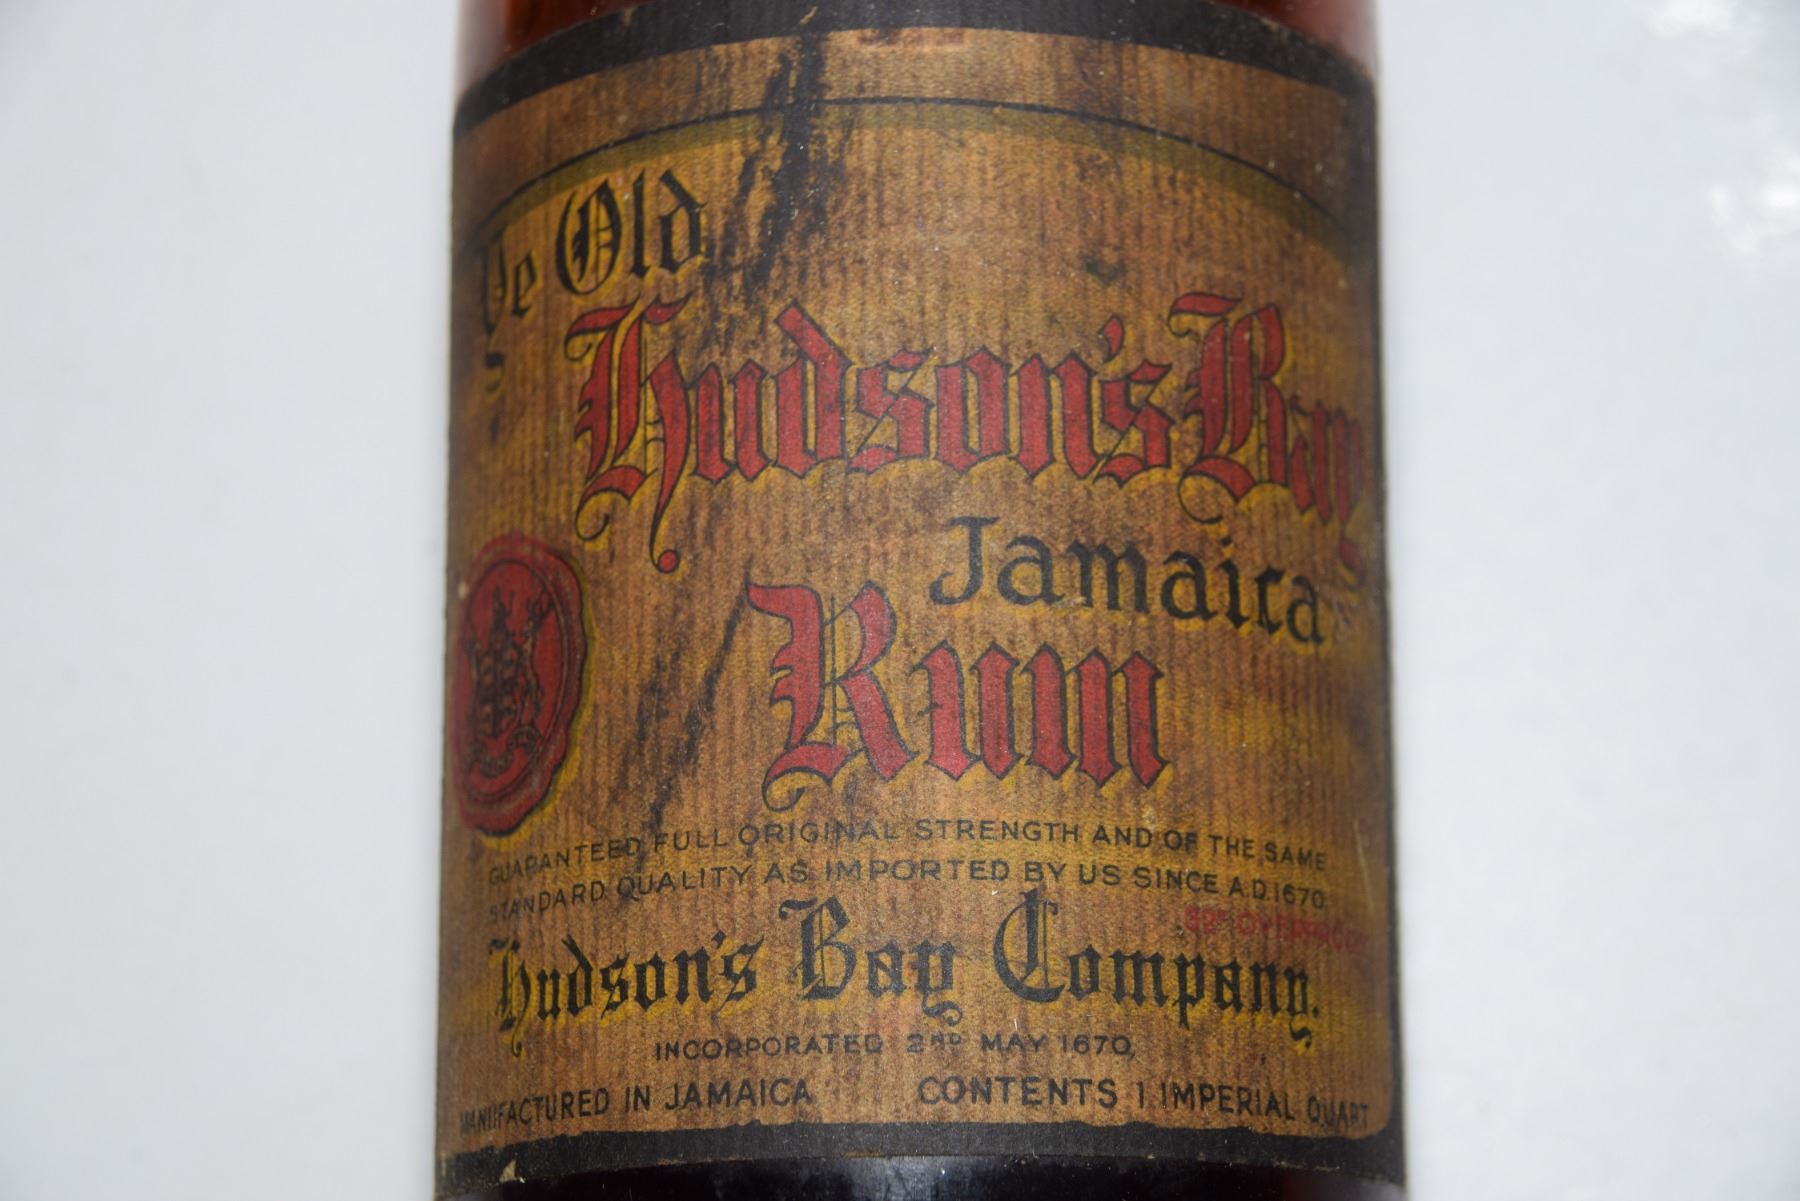 Ye Old
Hudson's Bay
Jamaica
Rum
GUARANTEED FULL ORIGINAL STRENGTH AND OF THE SAME
STANDARD QUALITY AS IMPORTED BY US SINCE A.D.1670.
OVERPROOF
Hudson's Bay Company.
INCORPORATED 2ND MAY 1670,
MANUFACTURED IN JAMAICA CONTENTS 1 IMPERIAL QUART